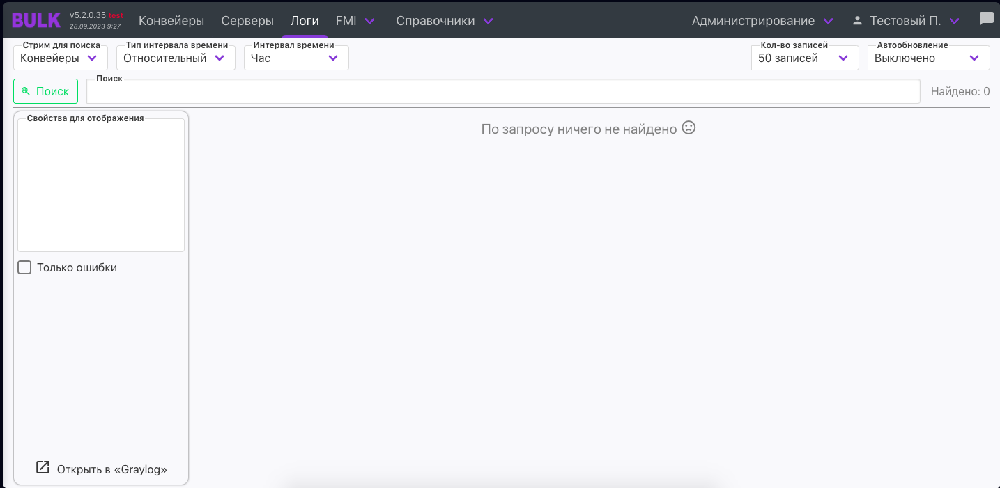 BULK v5.2.0.35 test Конвейеры Серверы Логи FMI Справочники Администрирование Тестовый П.
28.09.2023 9:27
Стрим для поиска Тип интервала времени Интервал времени Кол-во записей Автообновление
Конвейеры Относительный Час 50 записей Выключено
Поиск
Поиск Найдено: 0
Свойства для отображения
По запросу ничего не найдено
Только ошибки
Открыть в «Graylog»